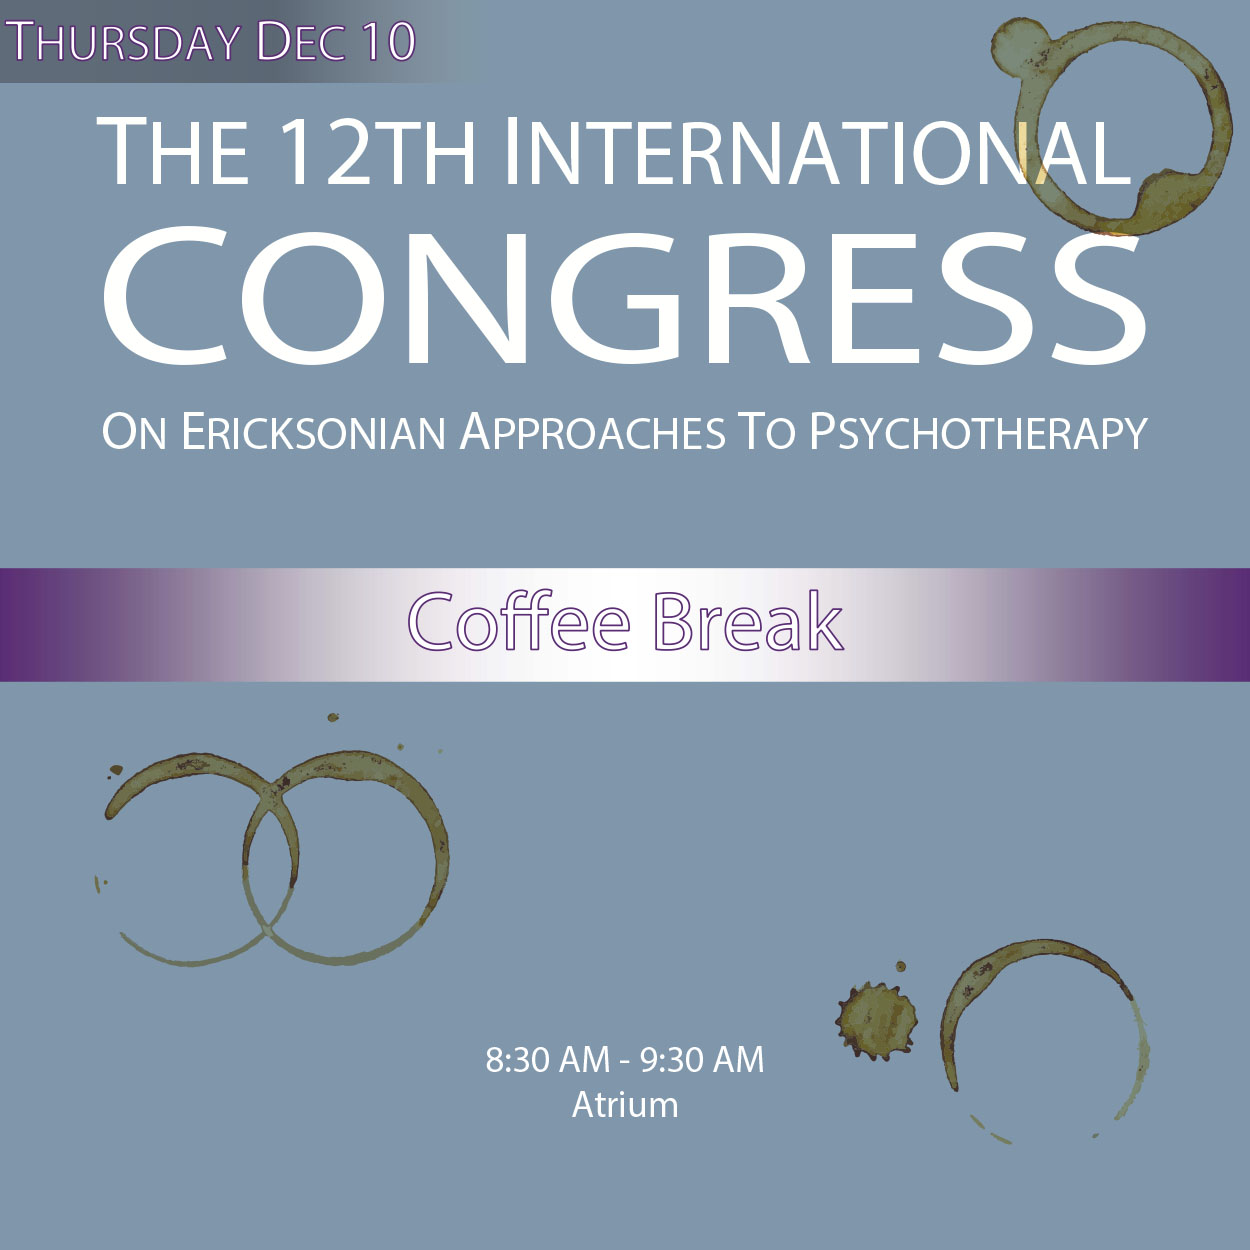 THURSDAY DEC 10
THE 12TH INTERNATIONAL
CONGRESS
ON ERICKSONIAN APPROACHES TO PSYCHOTHERAPY
Coffee Break
8:30 AM - 9:30 AM
Atrium